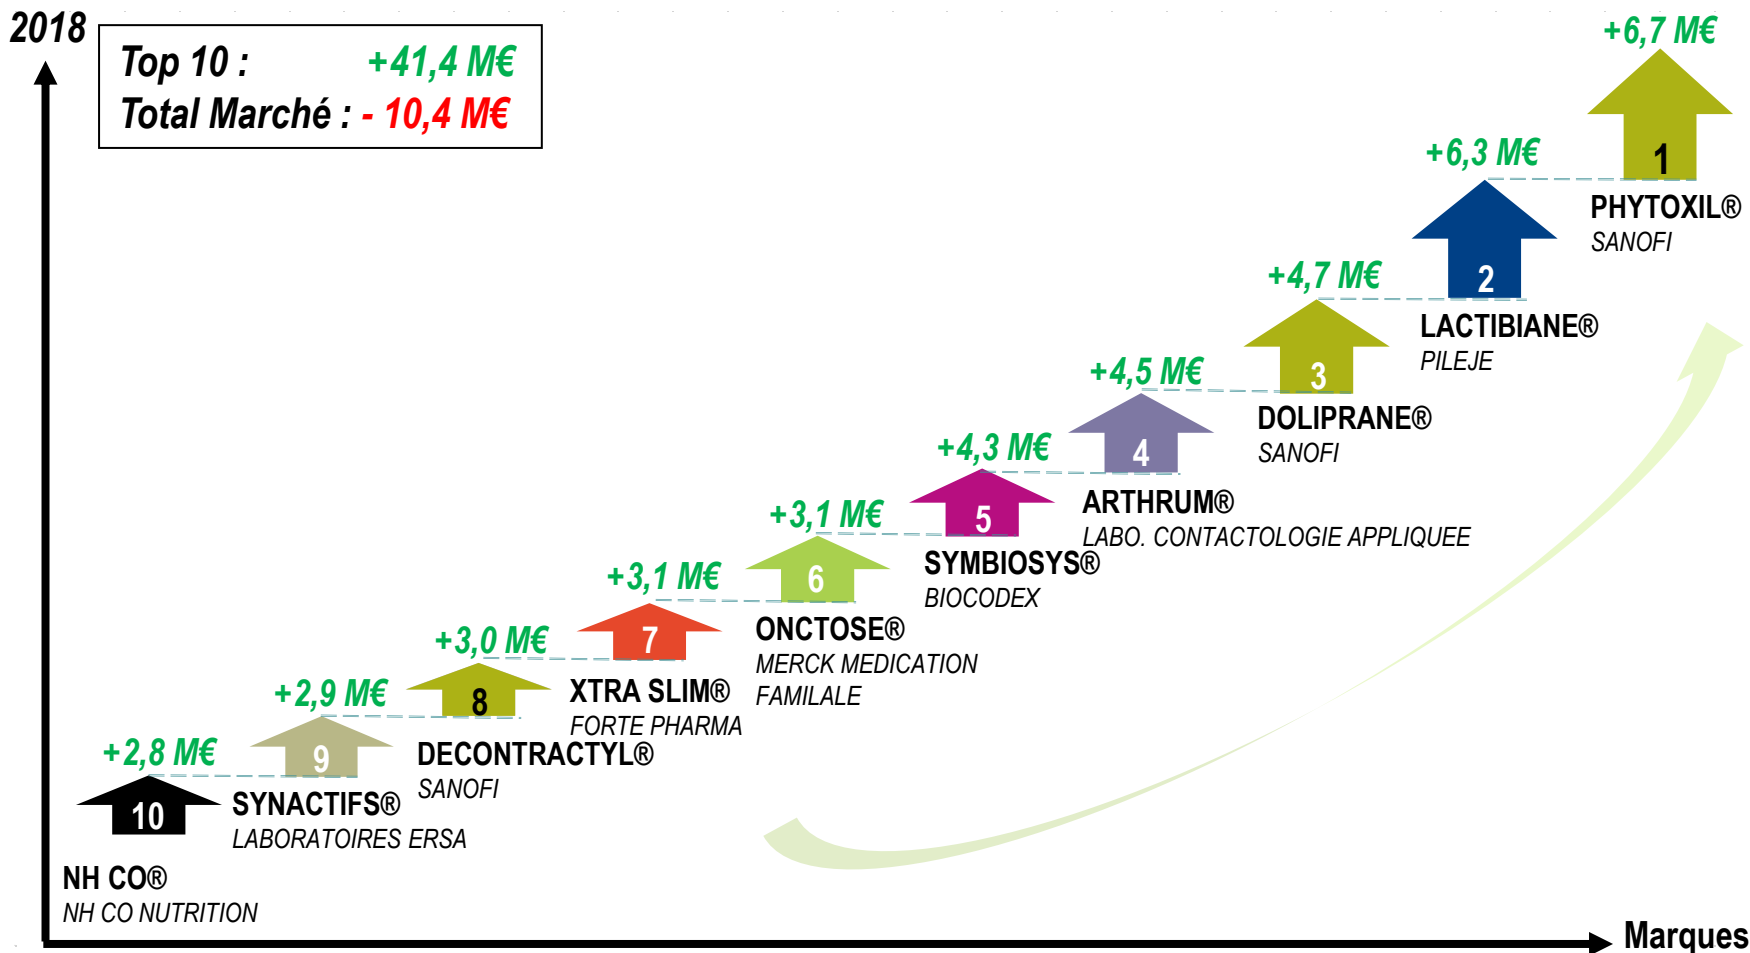 2018
Top 10 : +41,4 M€
Total Marché : - 10,4 M€
+6,7 M€
1
PHYTOXIL®
SANOFI
+6,3 M€
2
LACTIBIANE®
PILEJE
+4,7 M€
3
DOLIPRANE®
SANOFI
+4,5 M€
4
ARTHRUM®
LABO. CONTACTOLOGIE APPLIQUEE
+4,3 M€
5
SYMBIOSYS®
BIOCODEX
+3,1 M€
6
ONCTOSE®
MERCK MEDICATION
FAMILALE
+3,1 M€
7
XTRA SLIM®
FORTE PHARMA
+3,0 M€
8
DECONTRACTYL®
SANOFI
+2,9 M€
9
SYNACTIFS®
LABORATOIRES ERSA
+2,8 M€
10
NH CO®
NH CO NUTRITION
Marques